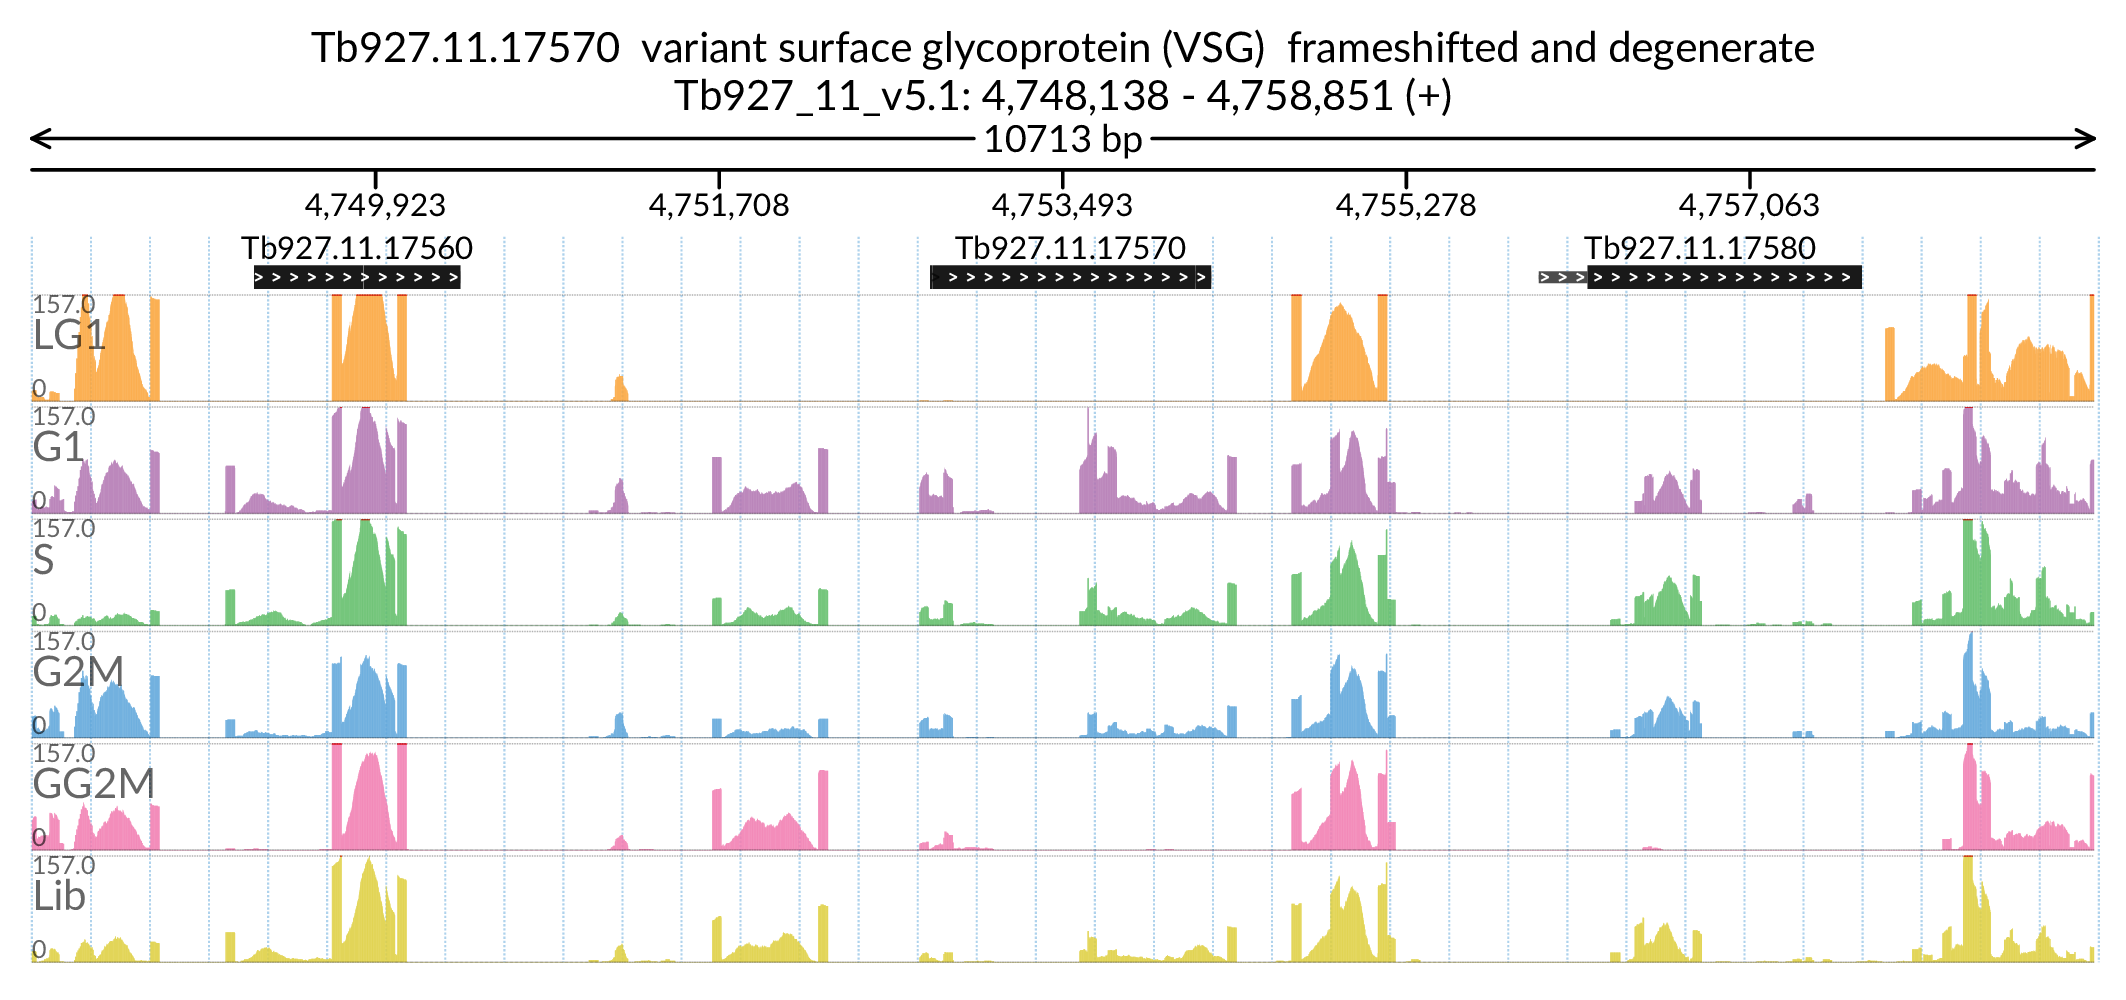 Tb927.11.17570 variant surface glycoprotein (VSG) frameshifted and degenerate
Tb927_11_v5.1: 4,748,138 - 4,758,851 (+)
10713 bp
4,749,923 4,751,708 4,753,493 4,755,278 4,757,063
Tb927.11.17560 Tb927.11.17570 Tb927.11.17580
157.0
LG1
0
157.0
G1
0
157.0
S
0
157.0
G2M
0
157.0
GG2M
0
157.0
Lib
0